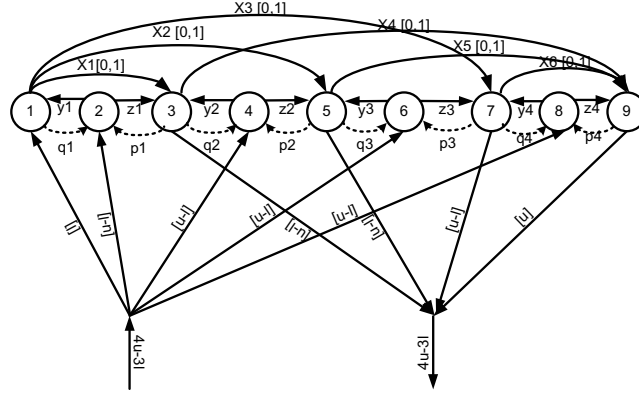 X3 [0,1]
X4 [0,1]
X2 [0,1]
X5 [0,1]
X1[0,1]
X6 [0,1]
1
y1
2
z1
3
y2
4
z2
5
y3
6
z3
7
y4
8
z4
9
q1
p1
q2
p2
q3
p3
q4
p4
[l-n]
[u-l]
[u-l]
[u-l]
[l-n]
[l-n]
[u-l]
[u]
4u-3l
4u-3l